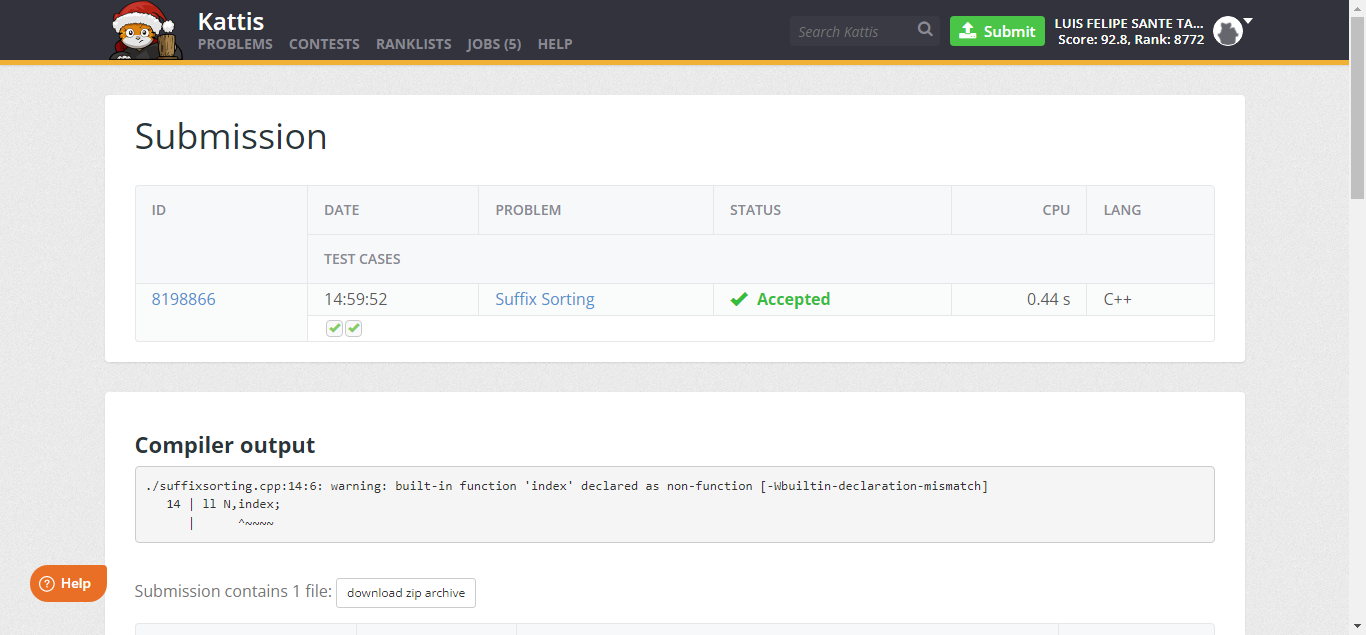 Kattis
PROBLEMS CONTESTS RANKLISTS JOBS (5) HELP
Search Kattis
Submit
LUIS FELIPE SANTE TA...
Score: 92.8, Rank: 8772
Submission
ID DATE PROBLEM STATUS CPU LANG
TEST CASES
8198866 14:59:52 Suffix Sorting Accepted 0.44 s C++
Compiler output
./suffixsorting.cpp:14:6: warning: built-in function 'index' declared as non-function [-Wbuiltin-declaration-mismatch]
14 | ll N,index;
| ^~~~~
Help
Submission contains 1 file: download zip archive